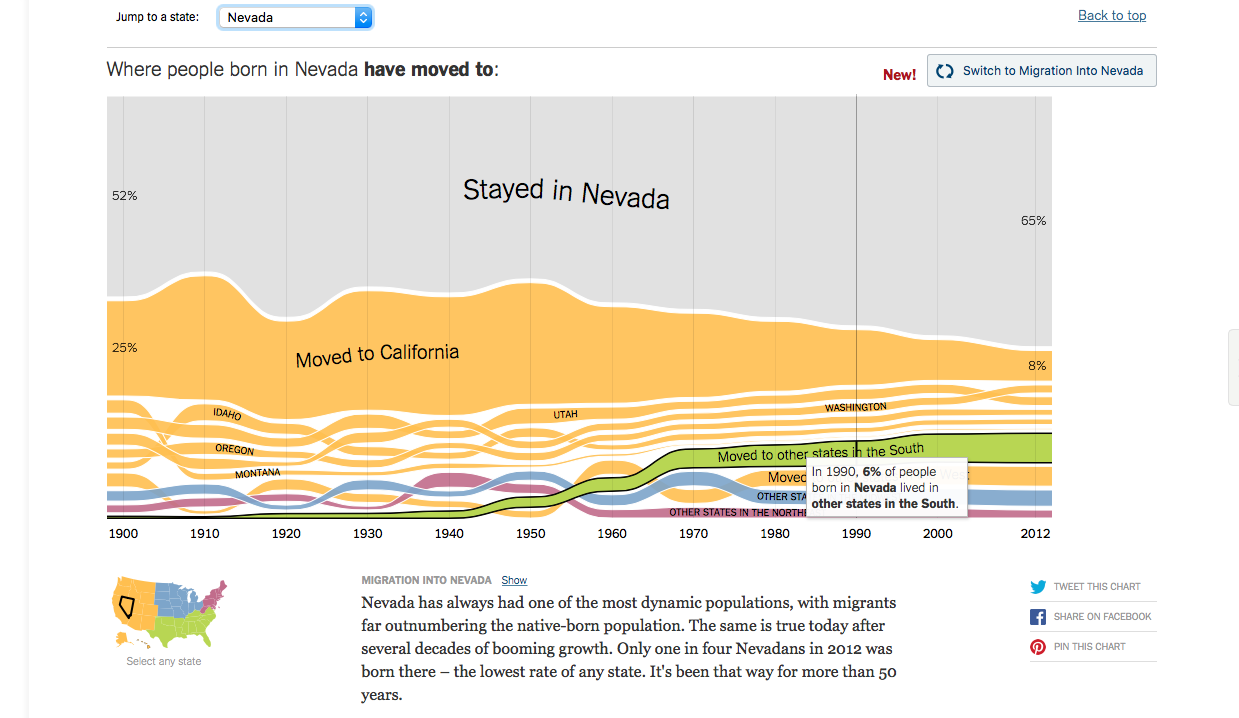 Jump to a state:
Nevada
Back to top
Where people born in Nevada have moved to:
New!
Switch to Migration Into Nevada
52%
Stayed in Nevada
65%
25%
Moved to California
8%
IDAHO
UTAH
WASHINGTON
OREGON
MONTANA
Moved to other states in the South
Moved
OTHER STA
OTHER STATES IN THE NORTH
In 1990, 6% of people
born in Nevada lived in
other states in the South.
1900 1910 1920 1930 1940 1950 1960 1970 1980 1990 2000 2012
MIGRATION INTO NEVADA Show
Nevada has always had one of the most dynamic populations, with migrants
far outnumbering the native-born population. The same is true today after
several decades of booming growth. Only one in four Nevadans in 2012 was
born there – the lowest rate of any state. It's been that way for more than 50
years.
Select any state
TWEET THIS CHART
SHARE ON FACEBOOK
PIN THIS CHART